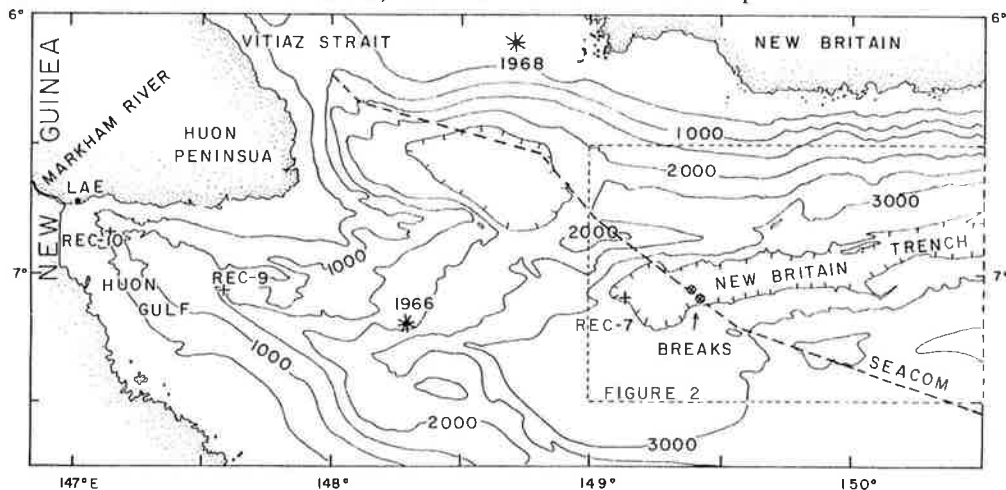 6°
6°
VITIAZ STRAIT
1968
NEW BRITAIN
NEW GUINEA
MARKHAM RIVER
HUON
PENINSUA
LAE
1000
2000
3000
REC-10
REC-9
1000
2000
TRENCH
NEW BRITAIN
7°
HUON
GULF
1966
REC-7
BREAKS
1000
SEACOM
FIGURE 2
2000
3000
147°E
148°
149°
150°